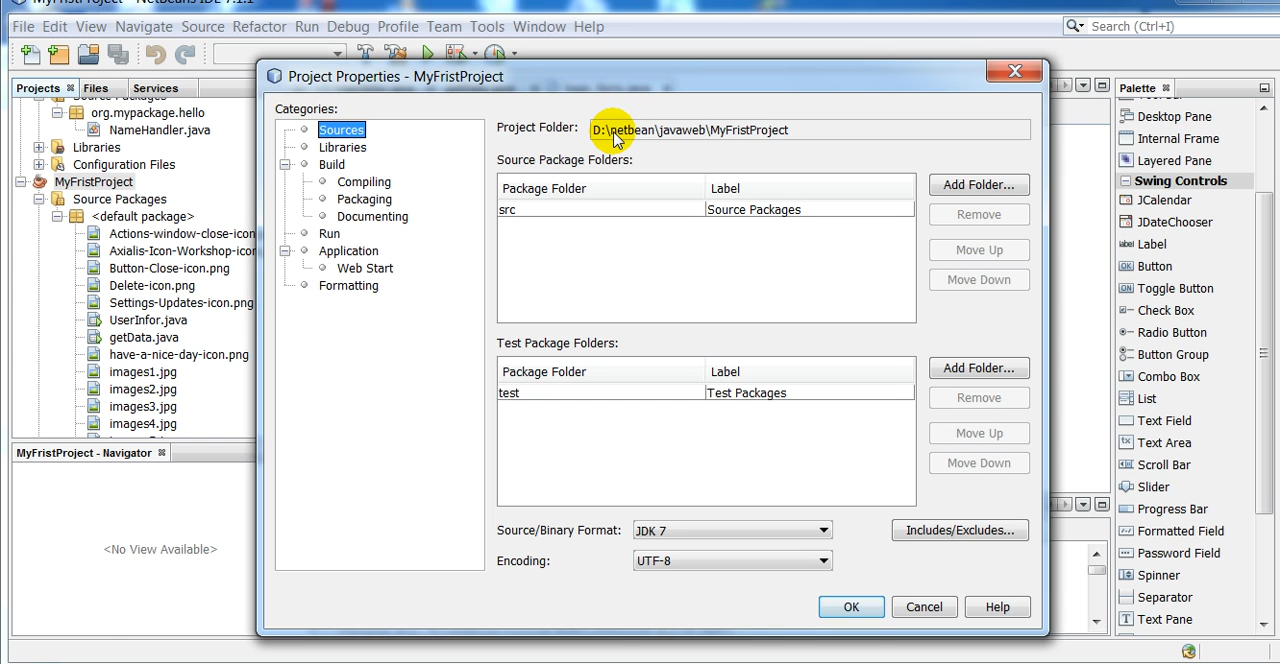 MyFristProject - NetBeans IDE 7.1.1
File Edit View Navigate Source Refactor Run Debug Profile Team Tools Window Help
Search (Ctrl+I)
Projects Files Services
Source Packages
org.mypackage.hello
NameHandler.java
Libraries
Configuration Files
MyFristProject
Source Packages
<default package>
Actions-window-close-icon
Axialis-Icon-Workshop-icor
Button-Close-icon.png
Delete-icon.png
Settings-Updates-icon.png
UserInfor.java
getData.java
have-a-nice-day-icon.png
images1.jpg
images2.jpg
images3.jpg
images4.jpg
MyFristProject - Navigator
<No View Available>
Project Properties - MyFristProject
Categories:
Sources
Libraries
Build
Compiling
Packaging
Documenting
Run
Application
Web Start
Formatting
Project Folder: D:\netbean\javaweb\MyFristProject
Source Package Folders:
Package Folder Label
src Source Packages
Add Folder...
Remove
Move Up
Move Down
Test Package Folders:
Package Folder Label
test Test Packages
Add Folder...
Remove
Move Up
Move Down
Source/Binary Format: JDK 7 Includes/Excludes...
Encoding: UTF-8
OK Cancel Help
Palette
Desktop Pane
Internal Frame
Layered Pane
Swing Controls
JCalendar
JDateChooser
label Label
OK Button
ON Toggle Button
Check Box
Radio Button
Button Group
Combo Box
List
Text Field
Text Area
Scroll Bar
Slider
Progress Bar
Formatted Field
Password Field
Spinner
Separator
T Text Pane